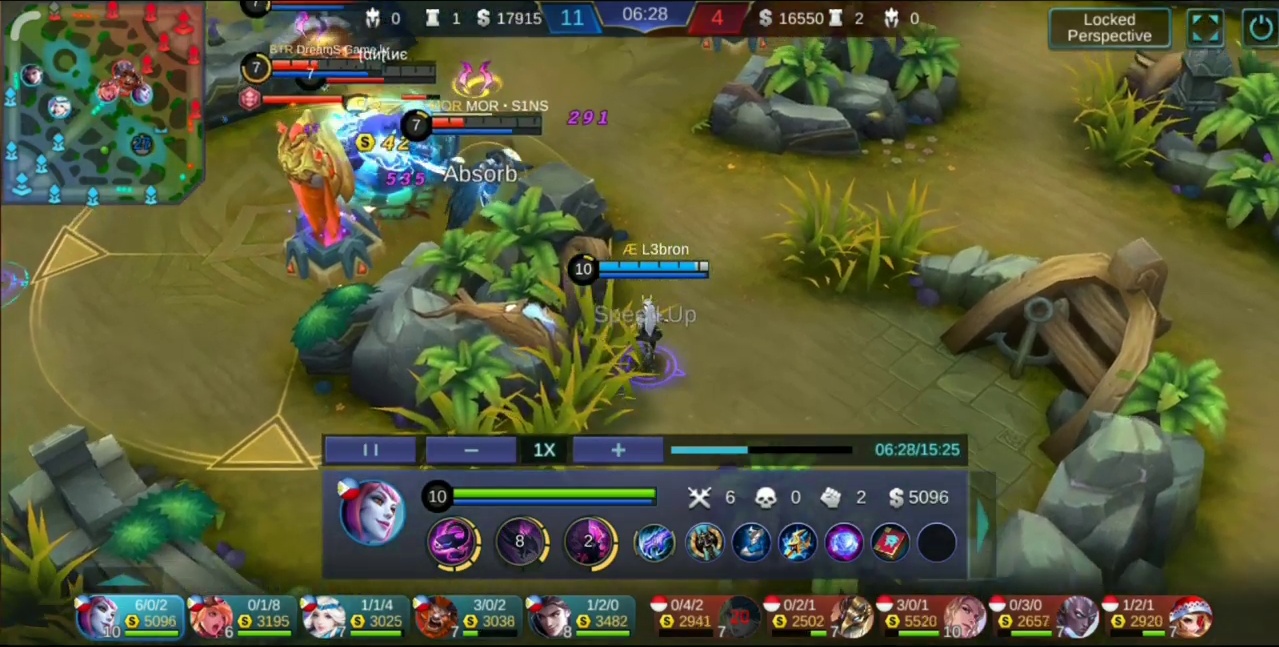 0 1 $ 17915 11 06:28 4 $ 16550 2 0
Locked
Perspective
7
BTR DreamS Game.ly
7
7
MOR MOR • S1NS
291
S 42
535
Absorb
Æ L3bron
10
Speed Up
1X
06:28/15:25
10
6 0 2 $ 5096
8
2
6/0/2 0/1/8 1/1/4 3/0/2 1/2/0 0/4/2 0/2/1 3/0/1 0/3/0 1/2/1
5096 3195 3025 3036 3482 2941 2502 5520 2657 2920
10 6 7 7 8 7 7 10 7 7